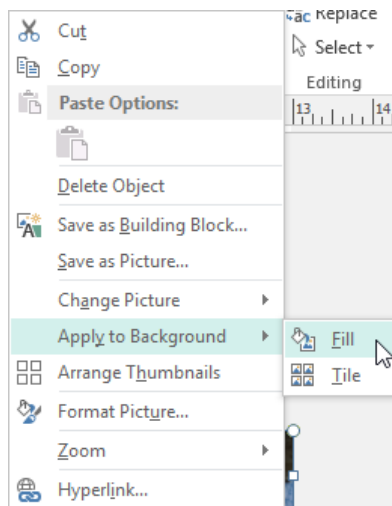 Replace
Cut
Select
Copy
Editing
Paste Options:
13
14
Delete Object
Save as Building Block...
Save as Picture...
Change Picture
Apply to Background
Fill
Arrange Thumbnails
Tile
Format Picture...
Zoom
Hyperlink...